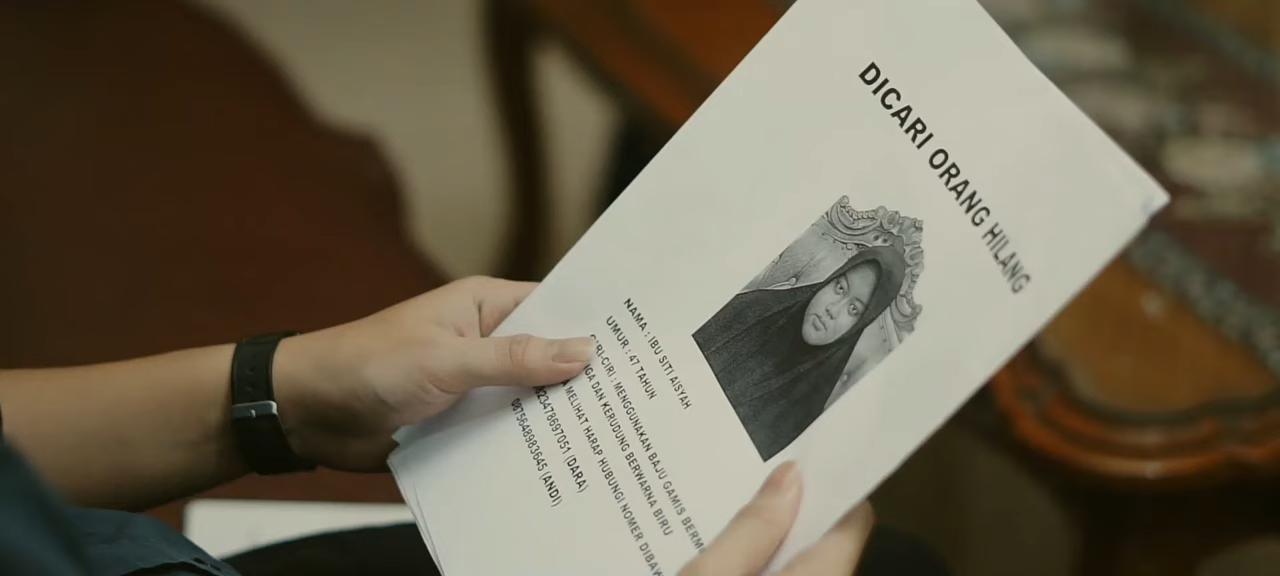 DICARI ORANG HILANG
NAMA : IBU SITI AISYAH
UMUR : 47 TAHUN
CIRI-CIRI : MENGGUNAKAN BAJU GAMIS
DAN KERUDUNG BERWARNA BIRU
MELIHAT HARAP HUBUNGI NOMER
(DARA)
0875648983645 (ANDI)